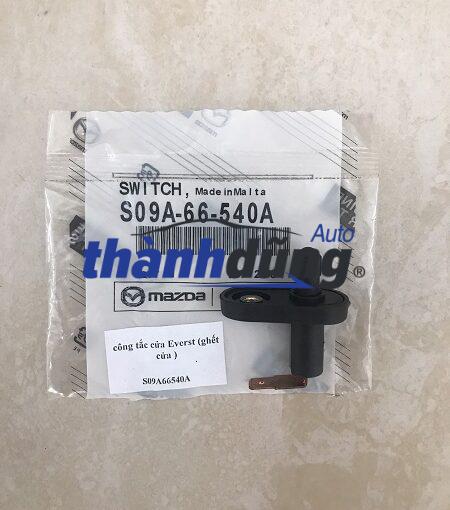 SWITCH, Made in Malta
S09A-66-540A
Auto
thànhdũng®
mazda
công tắc cửa Everst (ghết
cửa )
S09A66540A